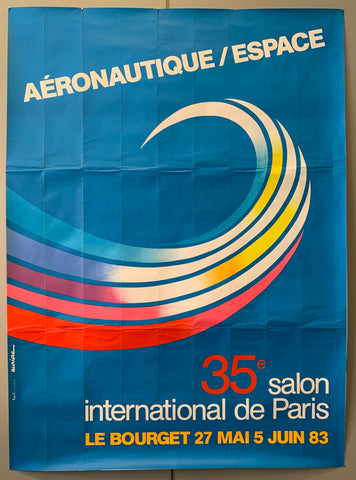 AÉRONAUTIQUE / ESPACE
35e salon
international de Paris
LE BOURGET 27 MAI 5 JUIN 83